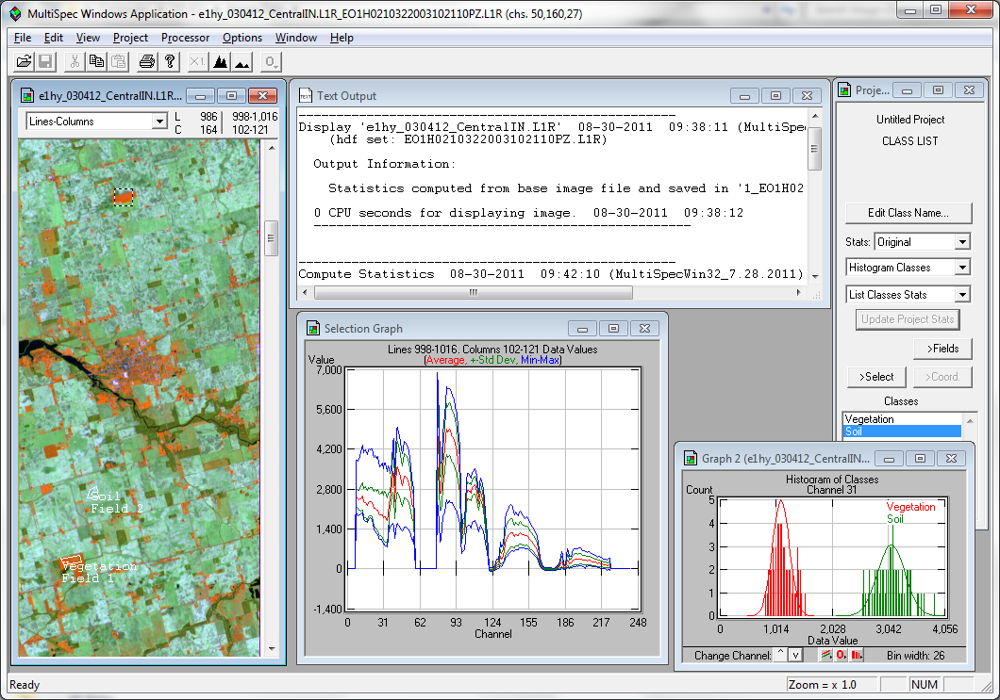 MultiSpec Windows Application - e1hy_030412_CentralIN.L1R_EO1H0210322003102110PZ.L1R (chs. 50,160,27)
File Edit View Project Processor Options Window Help
×1
e1hy_030412_CentralIN.L1R...
Lines-Columns
L 986 998-1,016
C 164 102-121
Soil
Field 2
Vegetation
Field 1
TEXT
Text Output
Display 'e1hy_030412_CentralIN.L1R' 08-30-2011 09:38:11 (MultiSpe
(hdf set: EO1H0210322003102110PZ.L1R)
Output Information:
Statistics computed from base image file and saved in '1_EO1H02
0 CPU seconds for displaying image. 08-30-2011 09:38:12
Compute Statistics 08-30-2011 09:42:10 (MultiSpecWin32_7.28.2011)
Selection Graph
Lines 998-1016. Columns 102-121 Data Values
(Average, +-Std Dev, Min-Max)
Value
7,000
5,600
4,200
2,800
1,400
0
-1,400
0 31 62 93 124 155 186 217 248
Channel
Proje...
Untitled Project
CLASS LIST
Edit Class Name...
Stats: Original
Histogram Classes
List Classes Stats
Update Project Stats
>Fields
>Select >Coord.
Classes
Vegetation
Soil
Graph 2 (e1hy_030412_CentralIN...
Histogram of Classes
Channel 31
Count
Vegetation
Soil
5
4
3
2
1
0
0 1,014 2,028 3,042 4,056
Data Value
Change Channel: ^ v Bin width: 26
Ready
Zoom = x 1.0 NUM